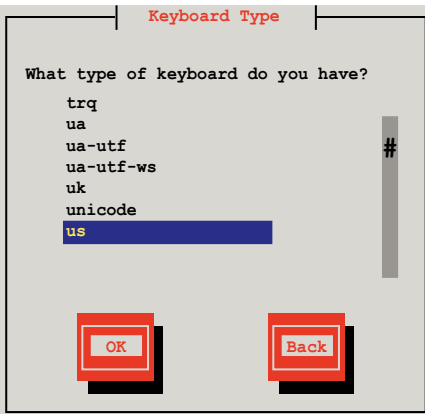 Keyboard Type
What type of keyboard do you have?
trq
ua
ua-utf
#
ua-utf-ws
uk
unicode
us
OK Back